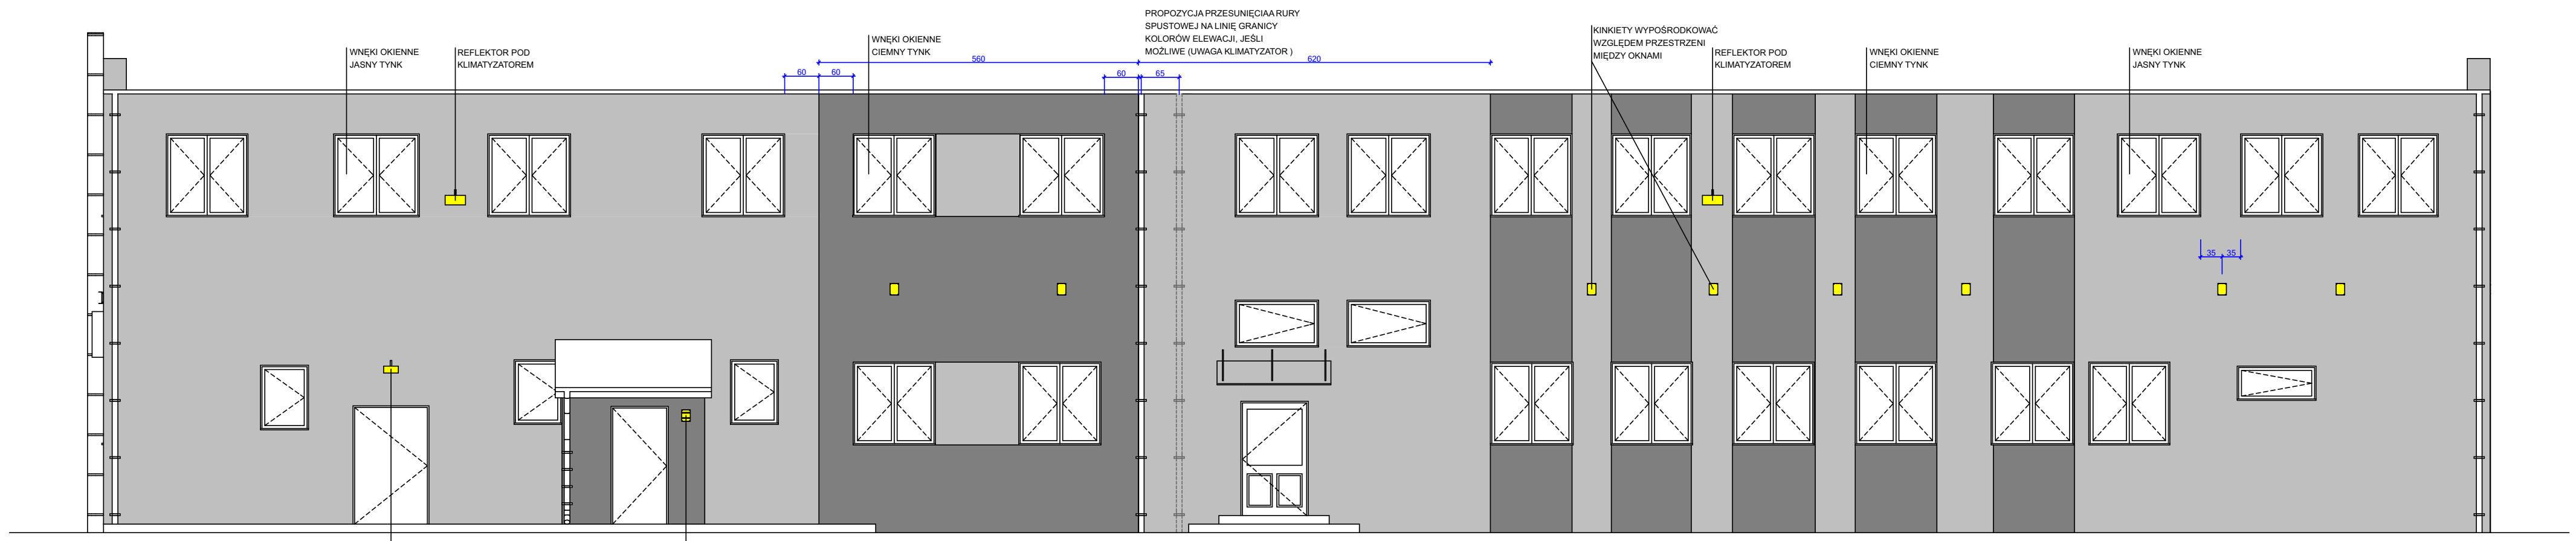 WNĘKI OKIENNE
JASNY TYNK
REFLEKTOR POD
KLIMATYZATOREM
60
60
WNĘKI OKIENNE
CIEMNY TYNK
560
60
65
PROPOZYCJA PRZESUNIĘCIAA RURY
SPUSTOWEJ NA LINIĘ GRANICY
KOLORÓW ELEWACJI, JEŚLI
MOŻLIWE (UWAGA KLIMATYZATOR )
620
KINKIETY WYPOŚRODKOWAĆ
WZGLĘDEM PRZESTRZENI
MIĘDZY OKNAMI
REFLEKTOR POD
KLIMATYZATOREM
WNĘKI OKIENNE
CIEMNY TYNK
WNĘKI OKIENNE
JASNY TYNK
35
35